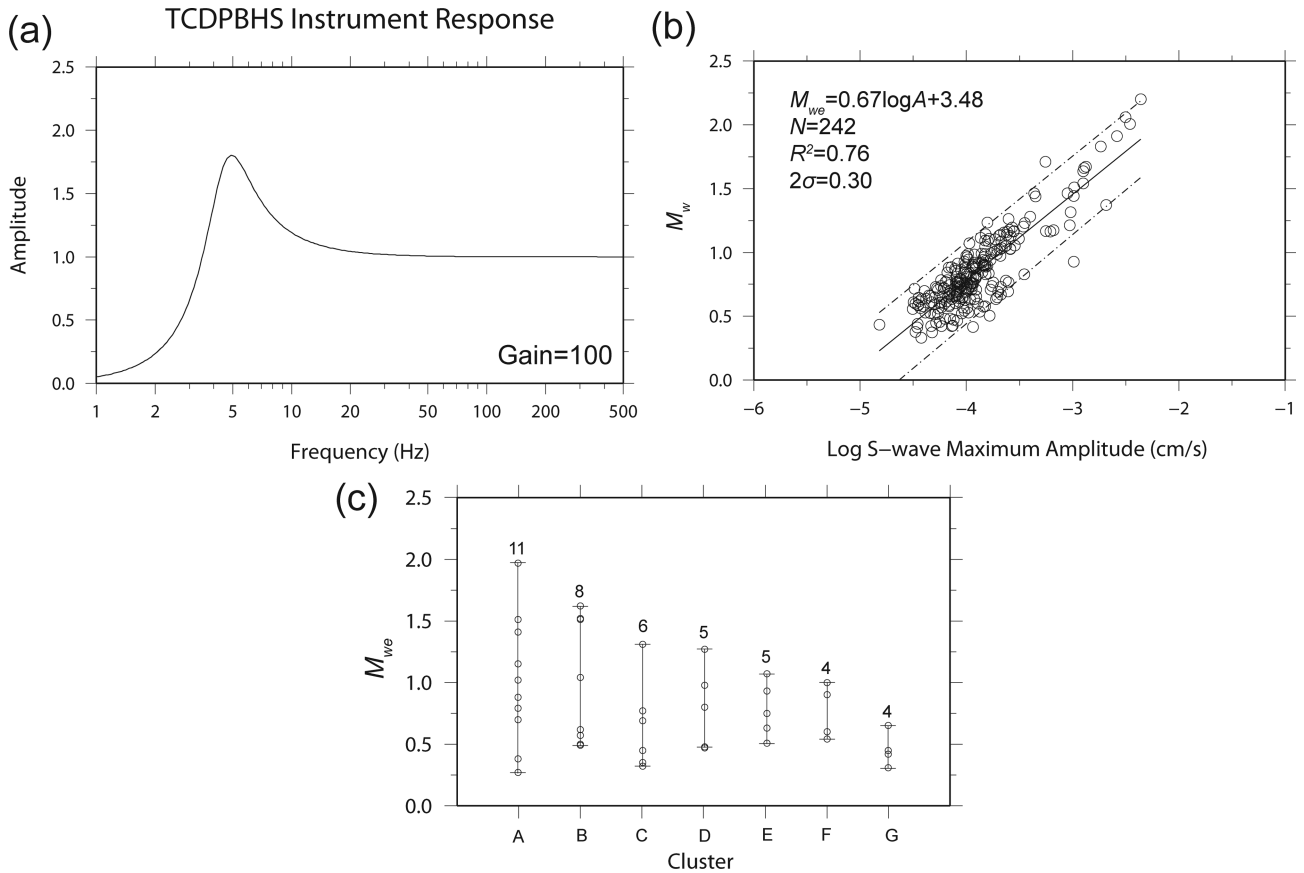 (a)
TCDPBHS Instrument Response
2.5
2.0
1.5
1.0
0.5
0.0
Amplitude
Gain=100
1 2 5 10 20 50 100 200 500
Frequency (Hz)
(b)
2.5
2.0
1.5
1.0
0.5
0.0
M_w
M_we=0.67logA+3.48
N=242
R²=0.76
2σ=0.30
−6 −5 −4 −3 −2 −1
Log S−wave Maximum Amplitude (cm/s)
(c)
2.5
2.0
1.5
1.0
0.5
0.0
M_we
11 8 6 5 5 4 4
A B C D E F G
Cluster